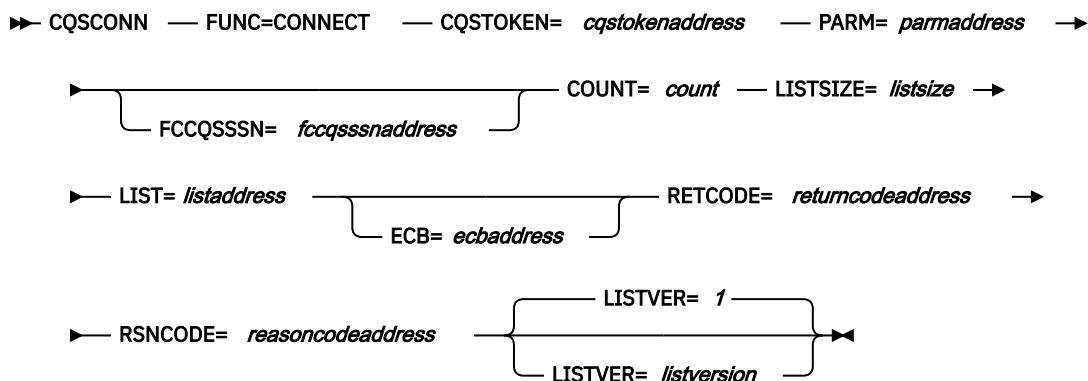 CQSCONN FUNC=CONNECT CQSTOKEN= cqstokenaddress PARM= parmaddress
COUNT= count LISTSIZE= listsize
FCCQSSSN= fccqsssnaddress
LIST= listaddress RETCODE= returncodeaddress
ECB= ecbaddress
LISTVER= 1
RSNCODE= reasoncodeaddress
LISTVER= listversion